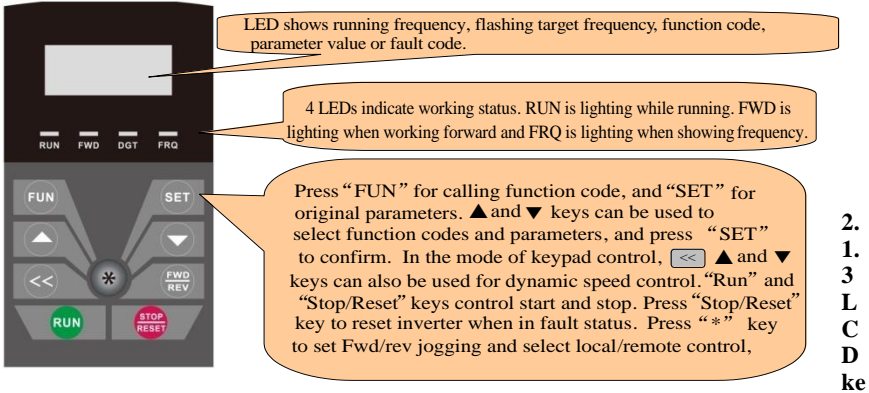 LED shows running frequency, flashing target frequency, function code,
parameter value or fault code.
4 LEDs indicate working status. RUN is lighting while running. FWD is
lighting when working forward and FRQ is lighting when showing frequency.
RUN FWD DGT FRQ
FUN
SET
<<
*
FWD
REV
RUN
STOP
RESET
Press “FUN” for calling function code, and “SET” for
original parameters. ▲ and ▼ keys can be used to
select function codes and parameters, and press “SET”
to confirm. In the mode of keypad control, << ▲ and ▼
keys can also be used for dynamic speed control. “Run” and
“Stop/Reset” keys control start and stop. Press “Stop/Reset”
key to reset inverter when in fault status. Press “*” key
to set Fwd/rev jogging and select local/remote control,
2.
1.
3
L
C
D
ke